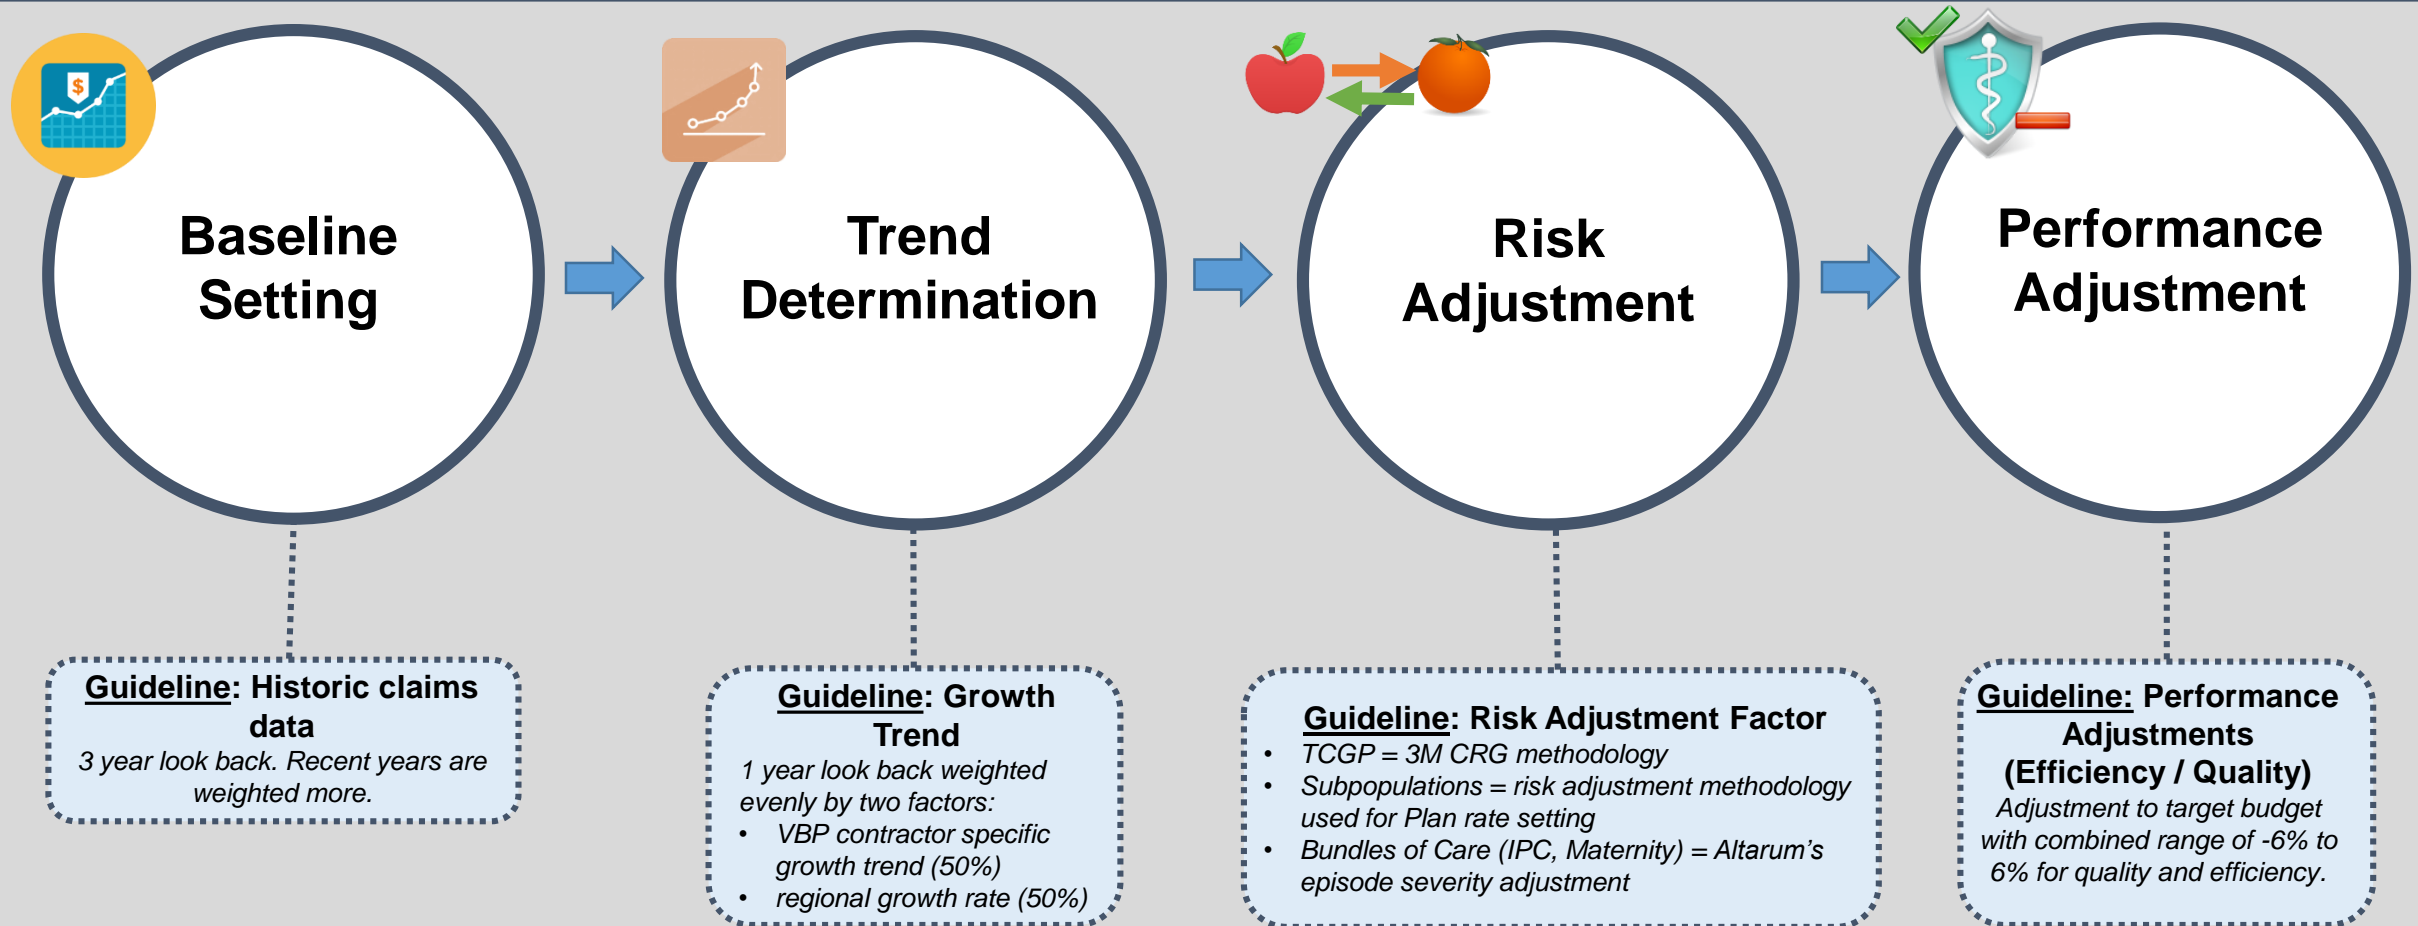 $
Baseline
Setting
Trend
Determination
Risk
Adjustment
Performance
Adjustment
Guideline: Historic claims
data
3 year look back. Recent years are
weighted more.
Guideline: Growth
Trend
1 year look back weighted
evenly by two factors:
• VBP contractor specific
growth trend (50%)
• regional growth rate (50%)
Guideline: Risk Adjustment Factor
• TCGP = 3M CRG methodology
• Subpopulations = risk adjustment methodology
used for Plan rate setting
• Bundles of Care (IPC, Maternity) = Altarum's
episode severity adjustment
Guideline: Performance
Adjustments
(Efficiency / Quality)
Adjustment to target budget
with combined range of -6% to
6% for quality and efficiency.